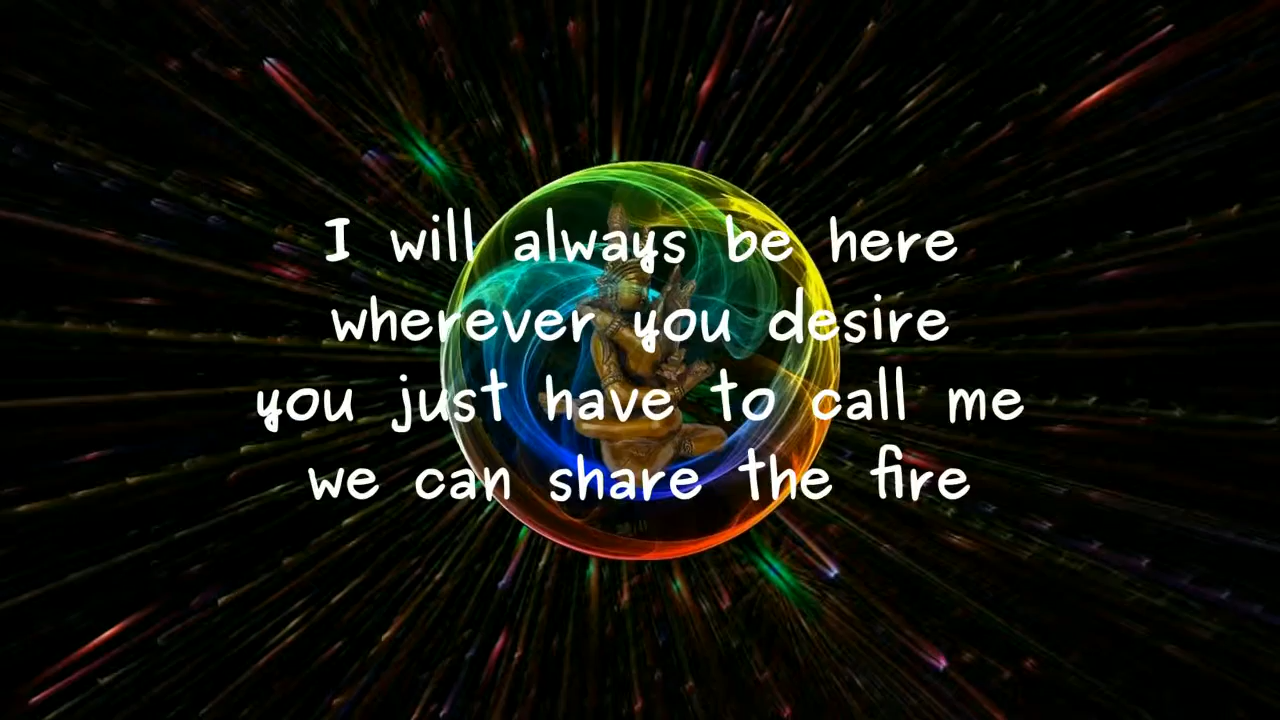 I will always be here
wherever you desire
you just have to call me
we can share the fire